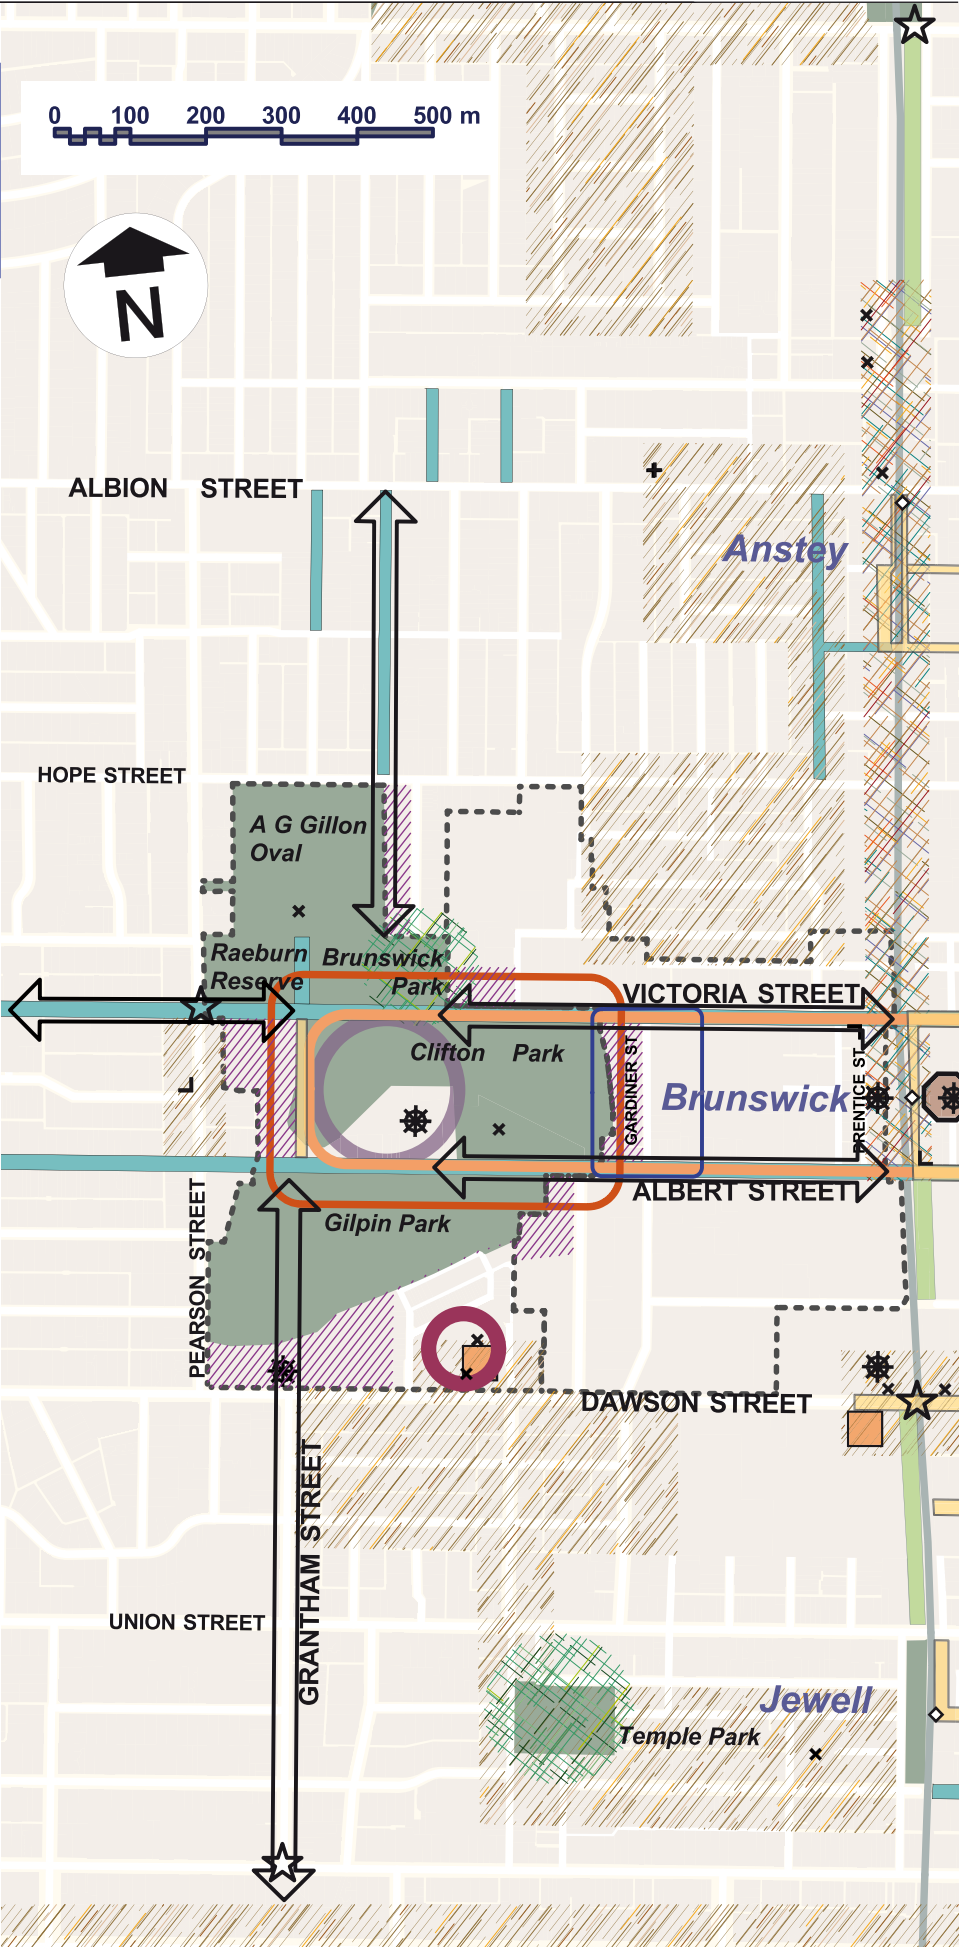 0 100 200 300 400 500 m
N
ALBION STREET
Anstey
HOPE STREET
A G Gillon
Oval
Raeburn
Reserve
Brunswick
Park
VICTORIA STREET
Clifton Park
GARDINER ST
Brunswick
PRENTICE ST
ALBERT STREET
PEARSON STREET
Gilpin Park
DAWSON STREET
GRANTHAM STREET
UNION STREET
Jewell
Temple Park